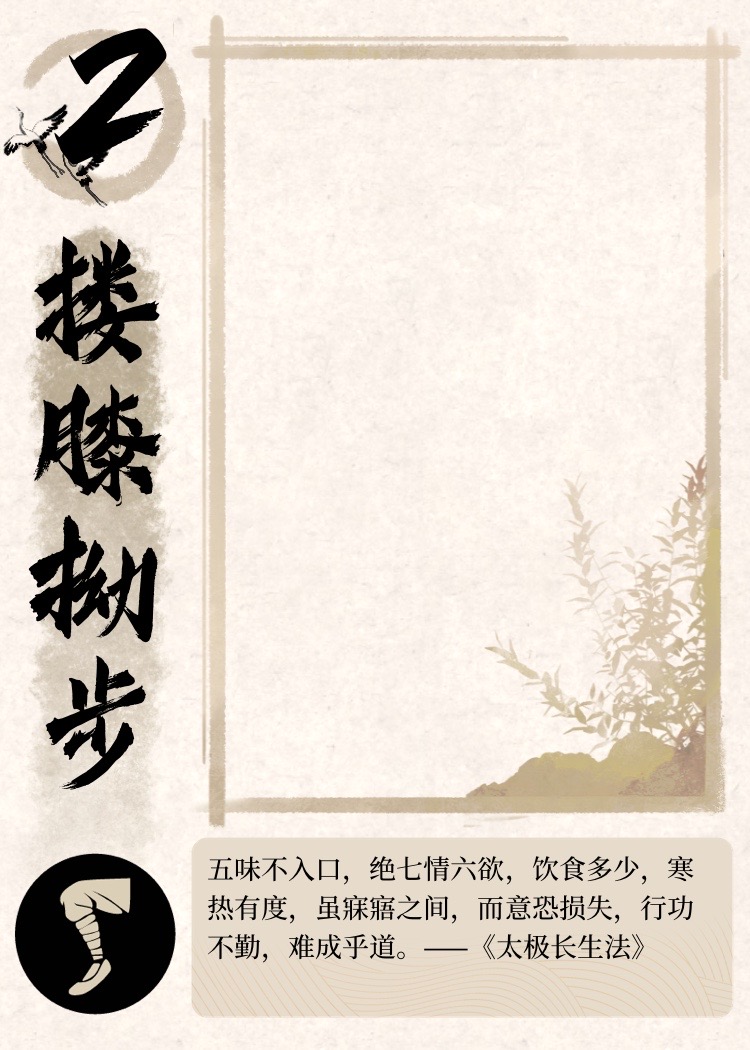 2
搂膝拗步
五味不入口，绝七情六欲，饮食多少，寒
热有度，虽寐寤之间，而意恐损失，行功
不勤，难成乎道。——《太极长生法》